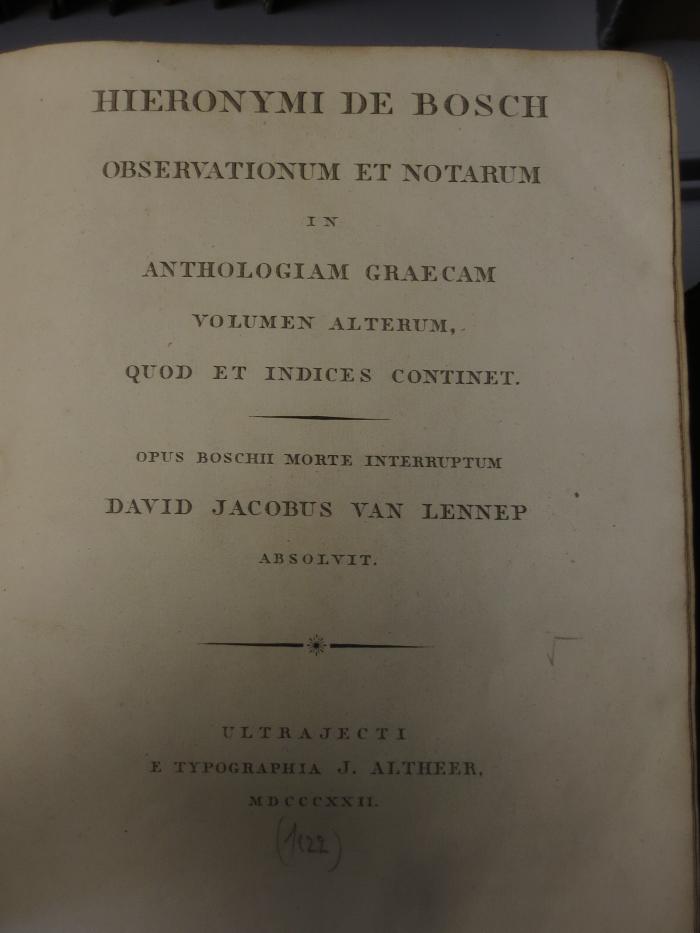 HIERONYMI DE BOSCH
OBSERVATIONUM ET NOTARUM
IN
ANTHOLOGIAM GRAECAM
VOLUMEN ALTERUM,
QUOD ET INDICES CONTINET.
OPUS BOSCHII MORTE INTERRUPTUM
DAVID JACOBUS VAN LENNEP
ABSOLVIT.
ULTRAJECTI
E TYPOGRAPHIA J. ALTHEER,
MDCCCXXII.
(1822)